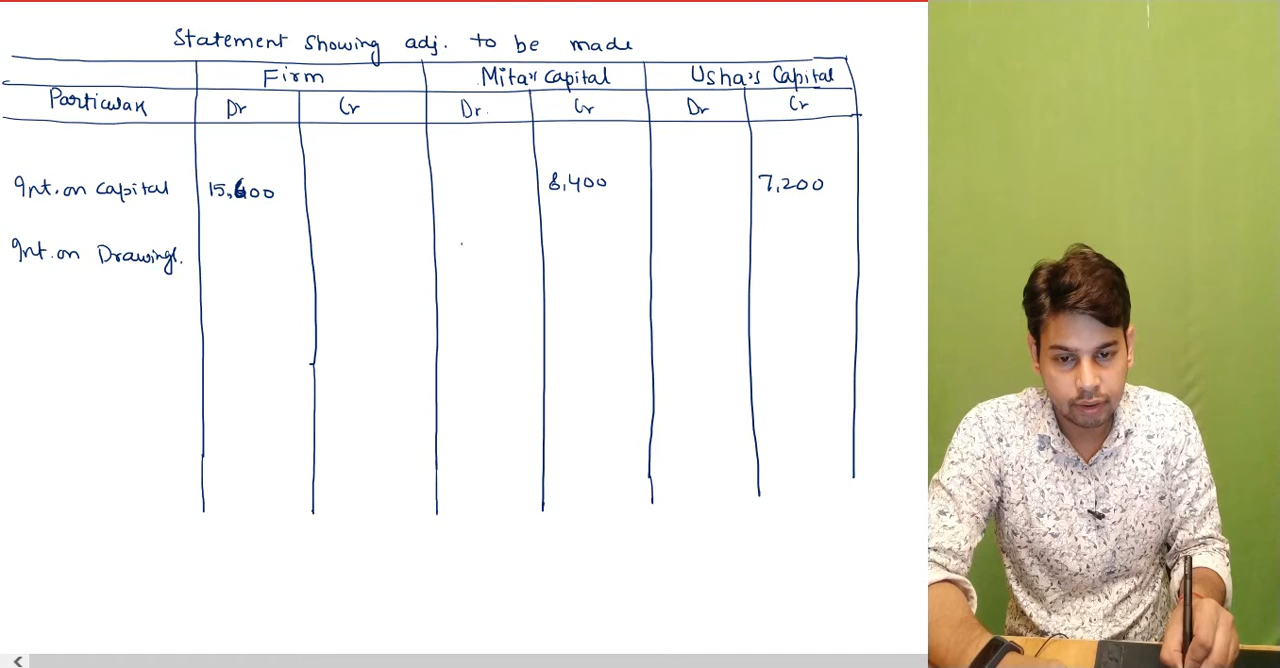 Statement Showing adj. to be made
Firm Mita's Capital Usha's Capital
Particulars Dr Cr Dr. Cr Dr Cr
Int. on Capital 15,600 8,400 7,200
Int. on Drawings.